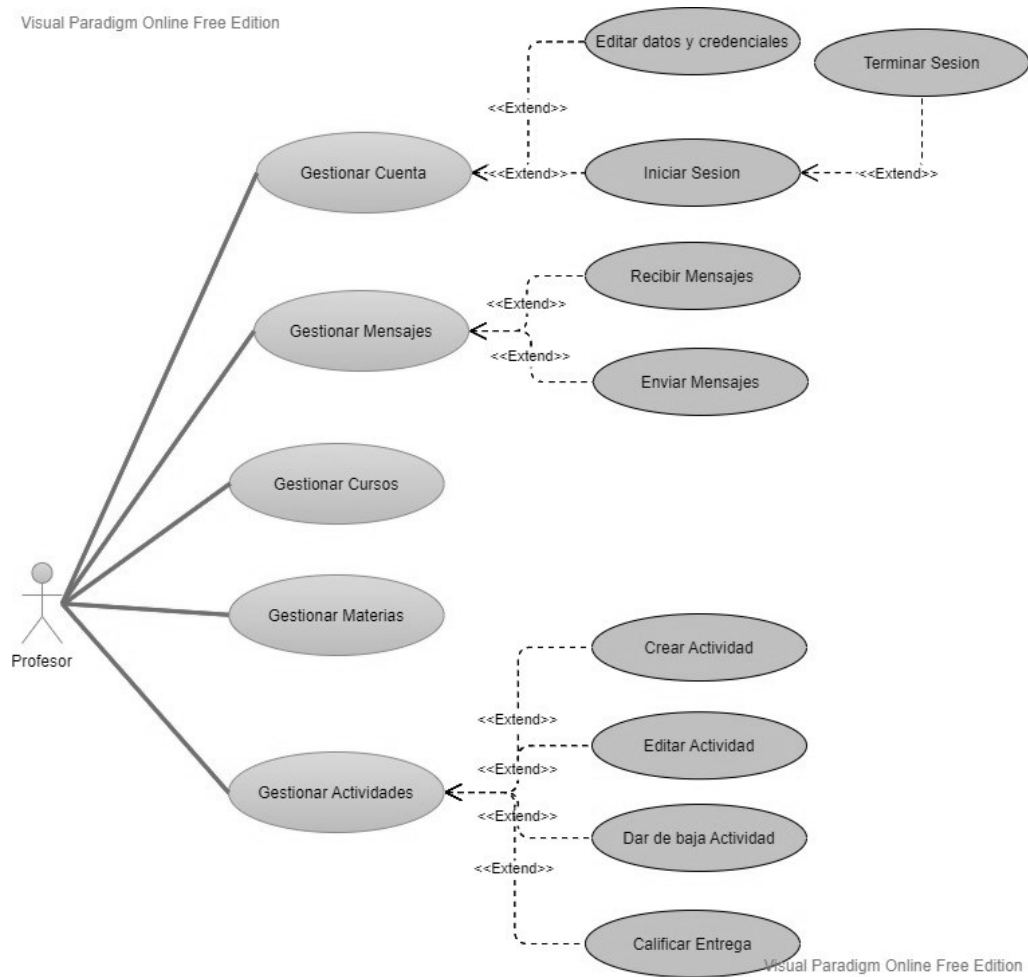 Visual Paradigm Online Free Edition
Editar datos y credenciales
Terminar Sesion
<<Extend>>
Gestionar Cuenta
<<Extend>>
Iniciar Sesion
<<Extend>>
Recibir Mensajes
<<Extend>>
Gestionar Mensajes
<<Extend>>
Enviar Mensajes
Gestionar Cursos
Gestionar Materias
Profesor
Crear Actividad
<<Extend>>
Editar Actividad
<<Extend>>
Gestionar Actividades
<<Extend>>
Dar de baja Actividad
<<Extend>>
Calificar Entrega
Visual Paradigm Online Free Edition